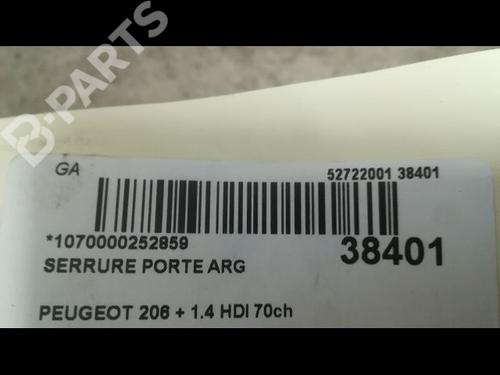 B-PARTS
GA
52722001 38401
*1070000252859
38401
SERRURE PORTE ARG
PEUGEOT 206 + 1.4 HDI 70ch